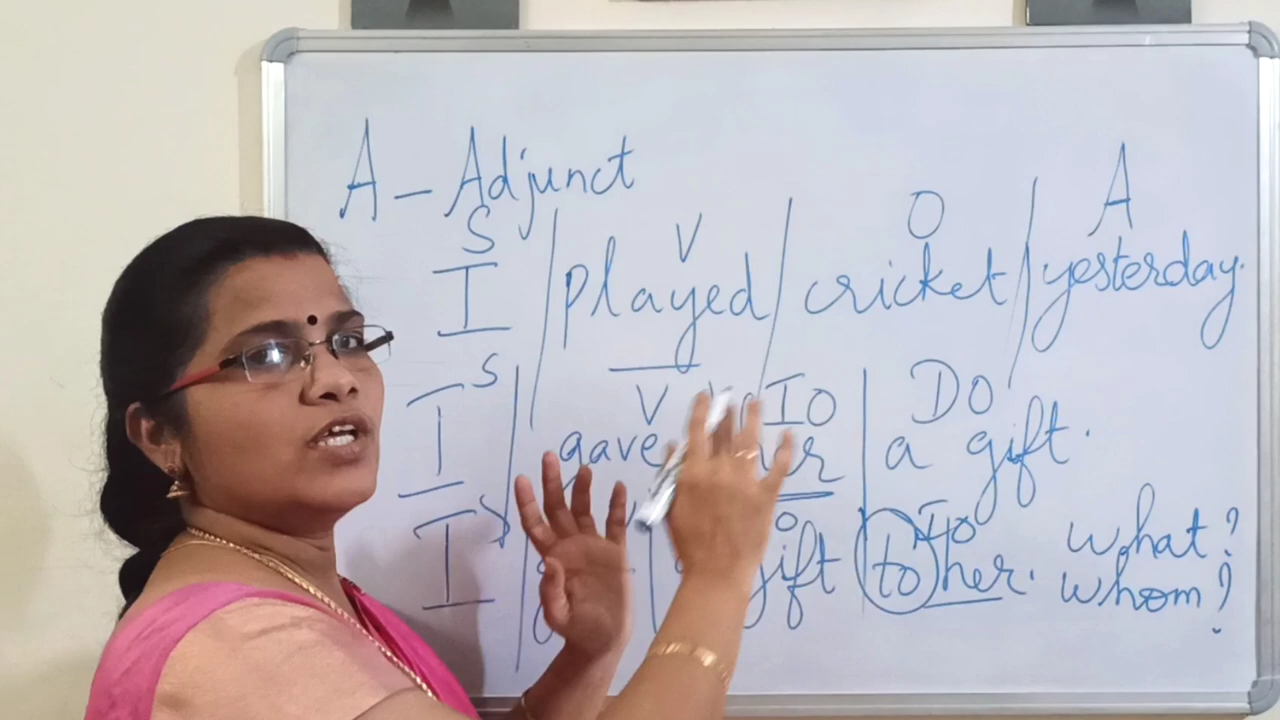 A - Adjunct
S V O A
I / played / cricket / yesterday.
S V IO DO
I | gave her | a gift.
S IO
I | gift to her. what?
whom?